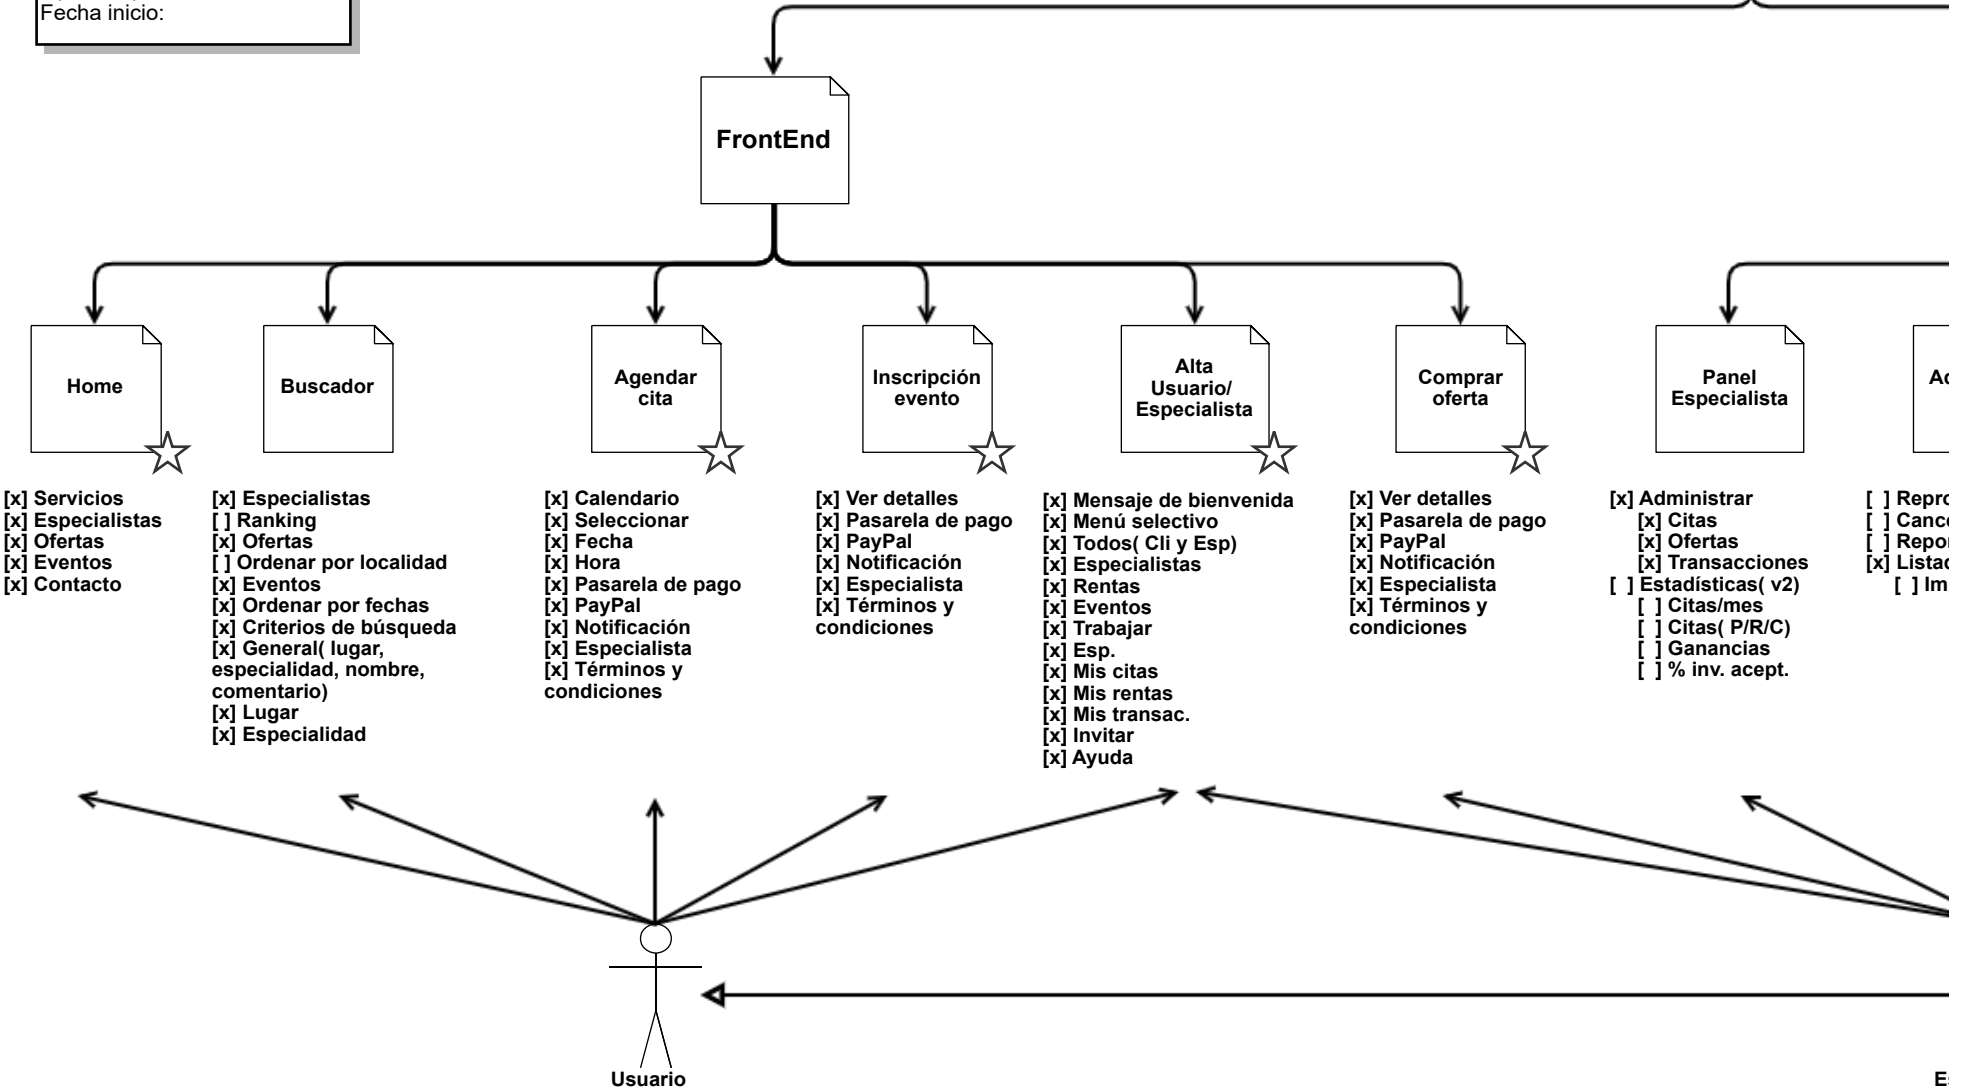 Fecha inicio:
FrontEnd
Home
Buscador
Agendar
cita
Inscripción
evento
Alta
Usuario/
Especialista
Comprar
oferta
Panel
Especialista
[x] Servicios
[x] Especialistas
[x] Ofertas
[x] Eventos
[x] Contacto
[x] Especialistas
[ ] Ranking
[x] Ofertas
[ ] Ordenar por localidad
[x] Eventos
[x] Ordenar por fechas
[x] Criterios de búsqueda
[x] General( lugar,
especialidad, nombre,
comentario)
[x] Lugar
[x] Especialidad
[x] Calendario
[x] Seleccionar
[x] Fecha
[x] Hora
[x] Pasarela de pago
[x] PayPal
[x] Notificación
[x] Especialista
[x] Términos y
condiciones
[x] Ver detalles
[x] Pasarela de pago
[x] PayPal
[x] Notificación
[x] Especialista
[x] Términos y
condiciones
[x] Mensaje de bienvenida
[x] Menú selectivo
[x] Todos( Cli y Esp)
[x] Especialistas
[x] Rentas
[x] Eventos
[x] Trabajar
[x] Esp.
[x] Mis citas
[x] Mis rentas
[x] Mis transac.
[x] Invitar
[x] Ayuda
[x] Ver detalles
[x] Pasarela de pago
[x] PayPal
[x] Notificación
[x] Especialista
[x] Términos y
condiciones
[x] Administrar
[x] Citas
[x] Ofertas
[x] Transacciones
[ ] Estadísticas( v2)
[ ] Citas/mes
[ ] Citas( P/R/C)
[ ] Ganancias
[ ] % inv. acept.
[ ]
[ ]
[ ]
[x]
[ ]
Usuario